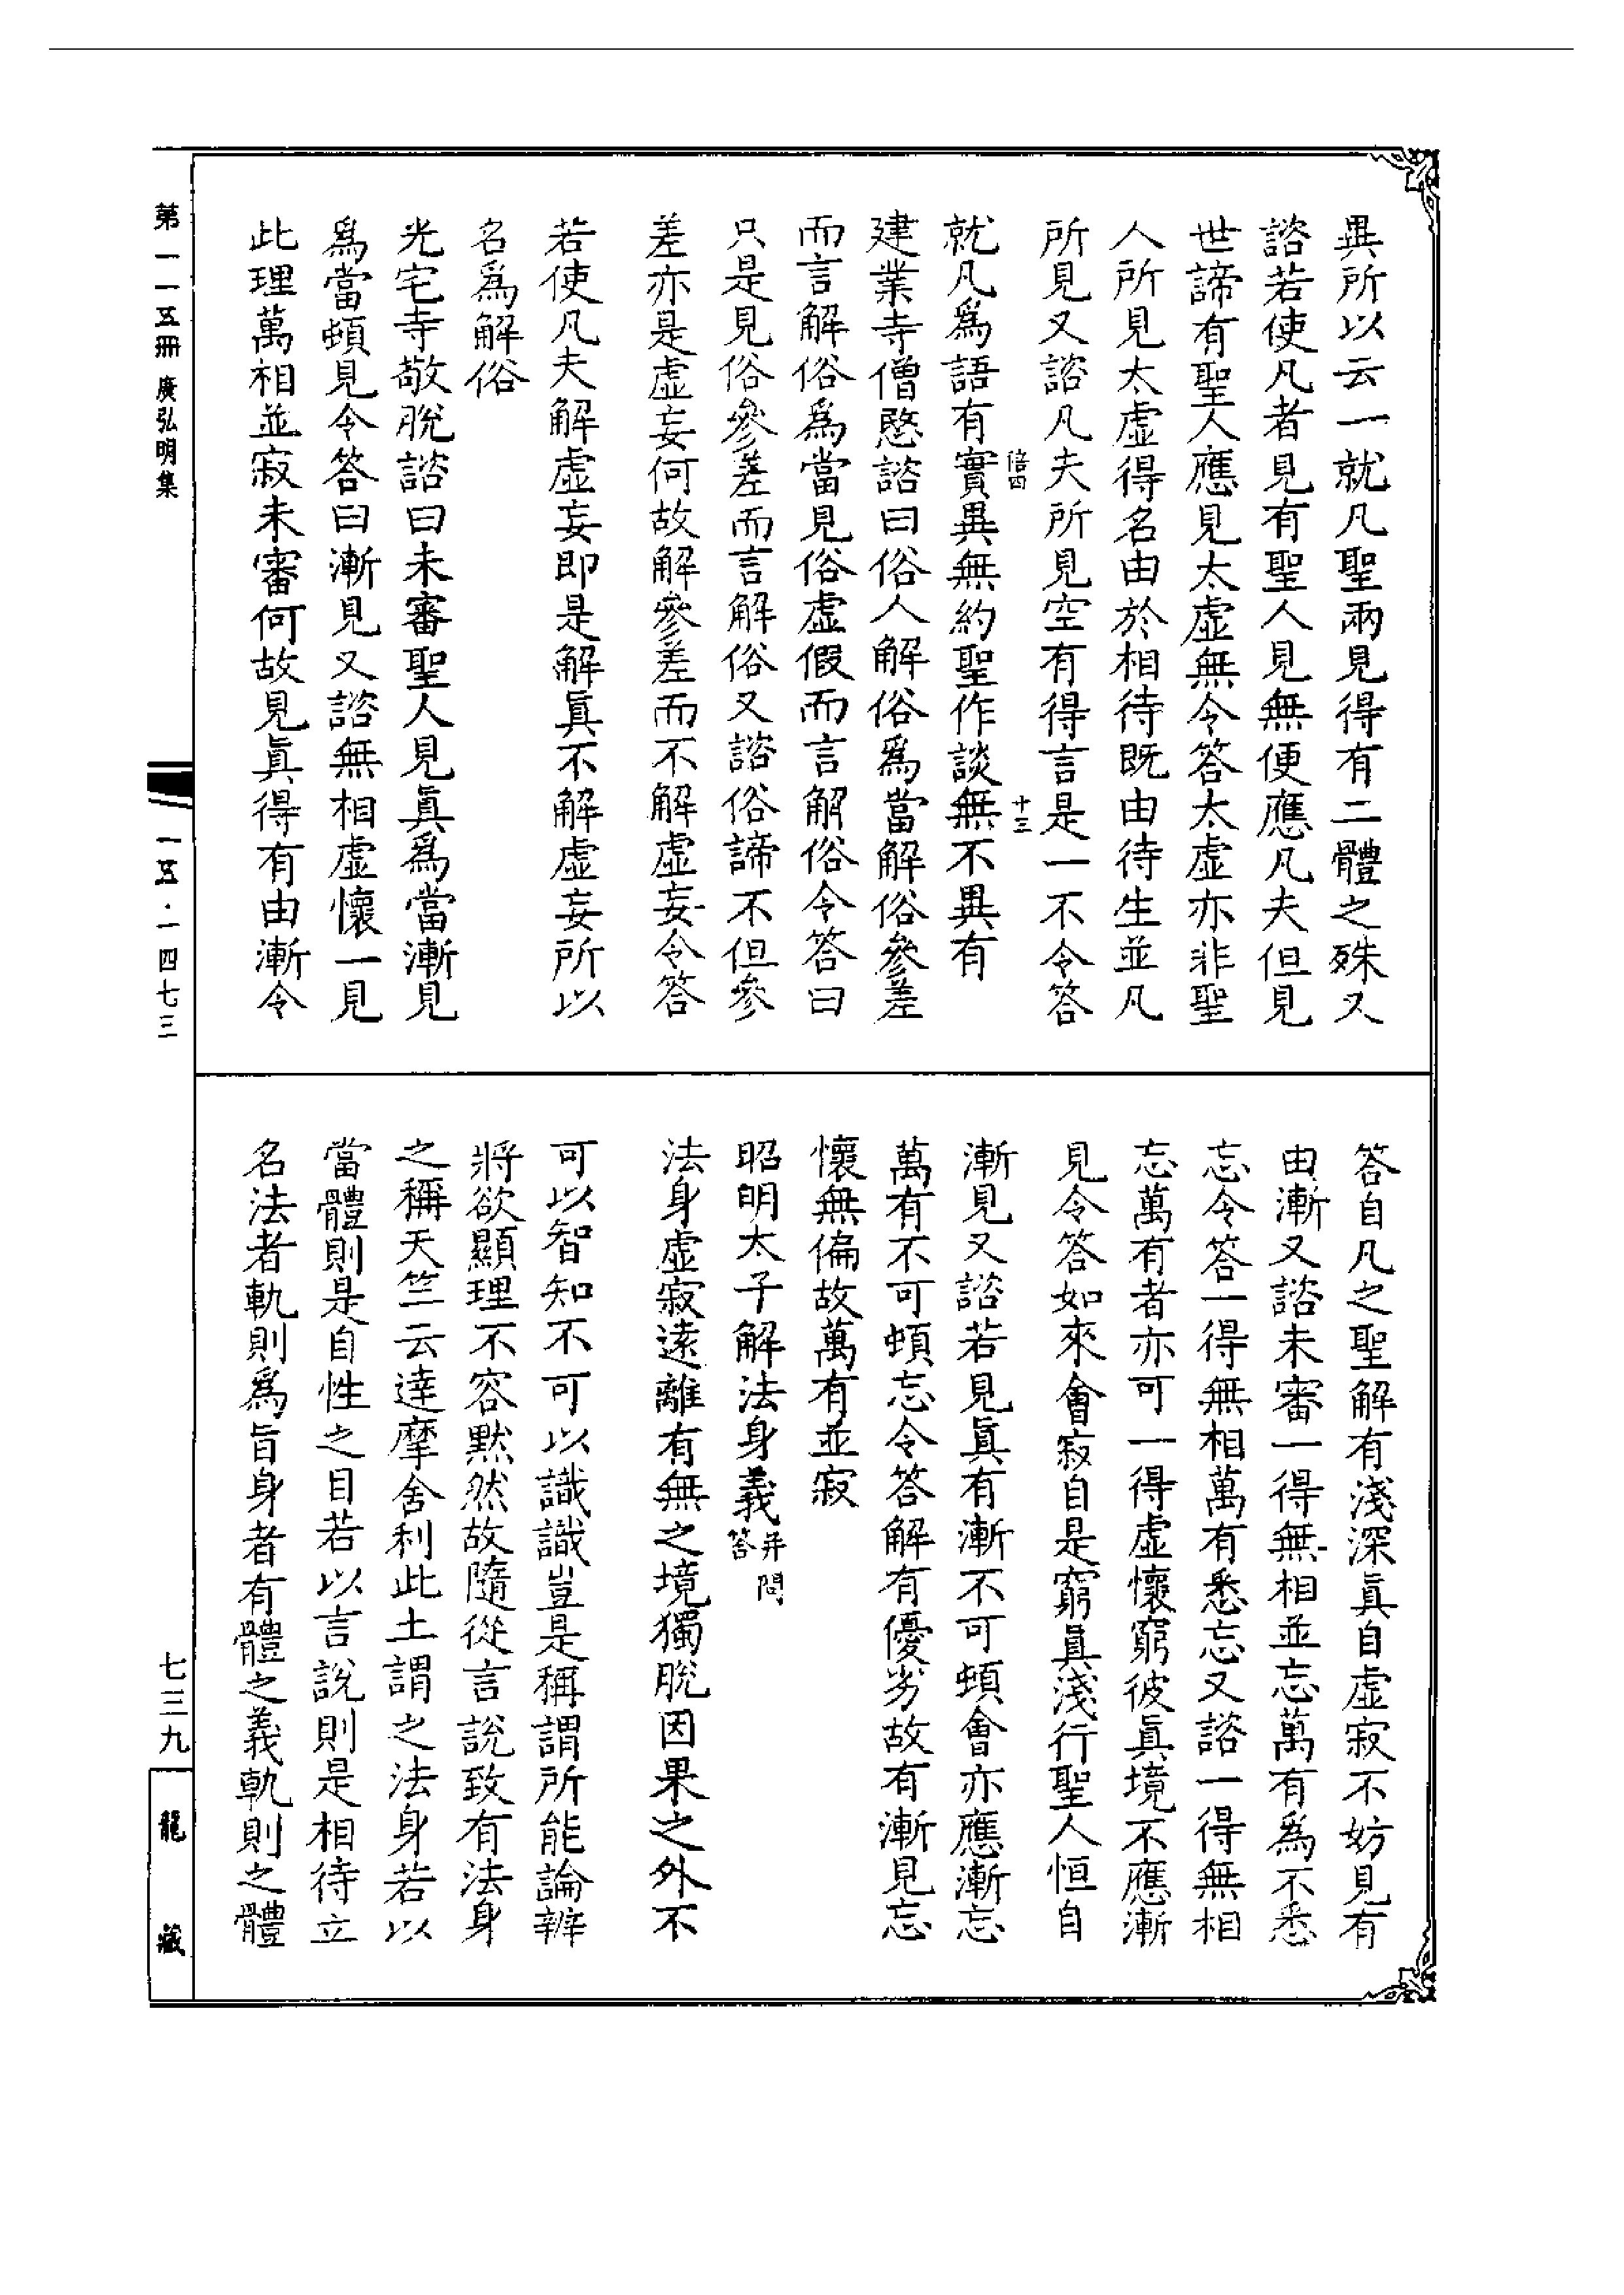 異所以云一就凡聖兩見得有二體之殊又
諮若使凡者見有聖人見無便應凡夫但見
世諦有聖人應見太虛無令答太虛亦非聖
人所見太虛得名由於相待既由待生並凡
所見又諮凡夫所見空有得言是一不令答
倍四
十三
就凡爲語有實異無約聖作談無不異有
建業寺僧愍諮曰俗人解俗爲當解俗參差
而言解俗爲當見俗虛假而言解俗令答曰
只是見俗參差而言解俗又諮俗諦不但參
差亦是虛妄何故解參差而不解虛妄令答
若使凡夫解虛妄即是解眞不解虛妄所以
名爲解俗
光宅寺敬脫諮曰未審聖人見眞爲當漸見
爲當頓見令答曰漸見又諮無相虛懷一見
此理萬相並寂未審何故見眞得有由漸令
答自凡之聖解有淺深眞自虛寂不妨見有
由漸又諮未審一得無相並忘萬有爲不悉
忘令答一得無相萬有悉忘又諮一得無相
忘萬有者亦可一得虛懷窮彼眞境不應漸
見令答如來會寂自是窮眞淺行聖人恒自
漸見又諮若見眞有漸不可頓會亦應漸忘
萬有不可頓忘令答解有優劣故有漸見忘
懷無偏故萬有並寂
昭明太子解法身義并問答
法身虛寂遠離有無之境獨脫因果之外不
可以智知不可以識識豈是稱謂所能論辨
將欲顯理不容默然故隨從言說致有法身
之稱天竺云達摩舍利此土謂之法身若以
當體則是自性之目若以言說則是相待立
名法者軌則爲旨身者有體之義軌則之體
第一一五冊 廣弘明集
一五·一四七三
七三九
龍藏